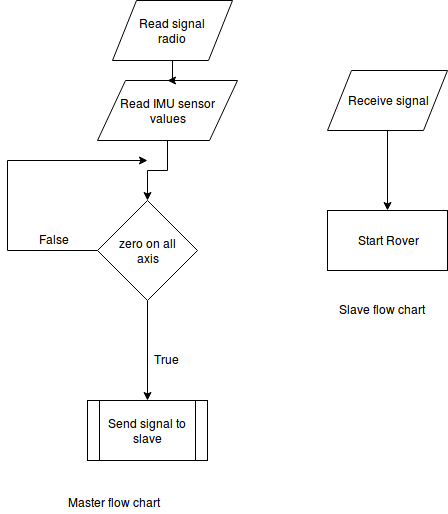 Read signal
radio
Read IMU sensor
values
False
zero on all
axis
True
Send signal to
slave
Master flow chart
Receive signal
Start Rover
Slave flow chart